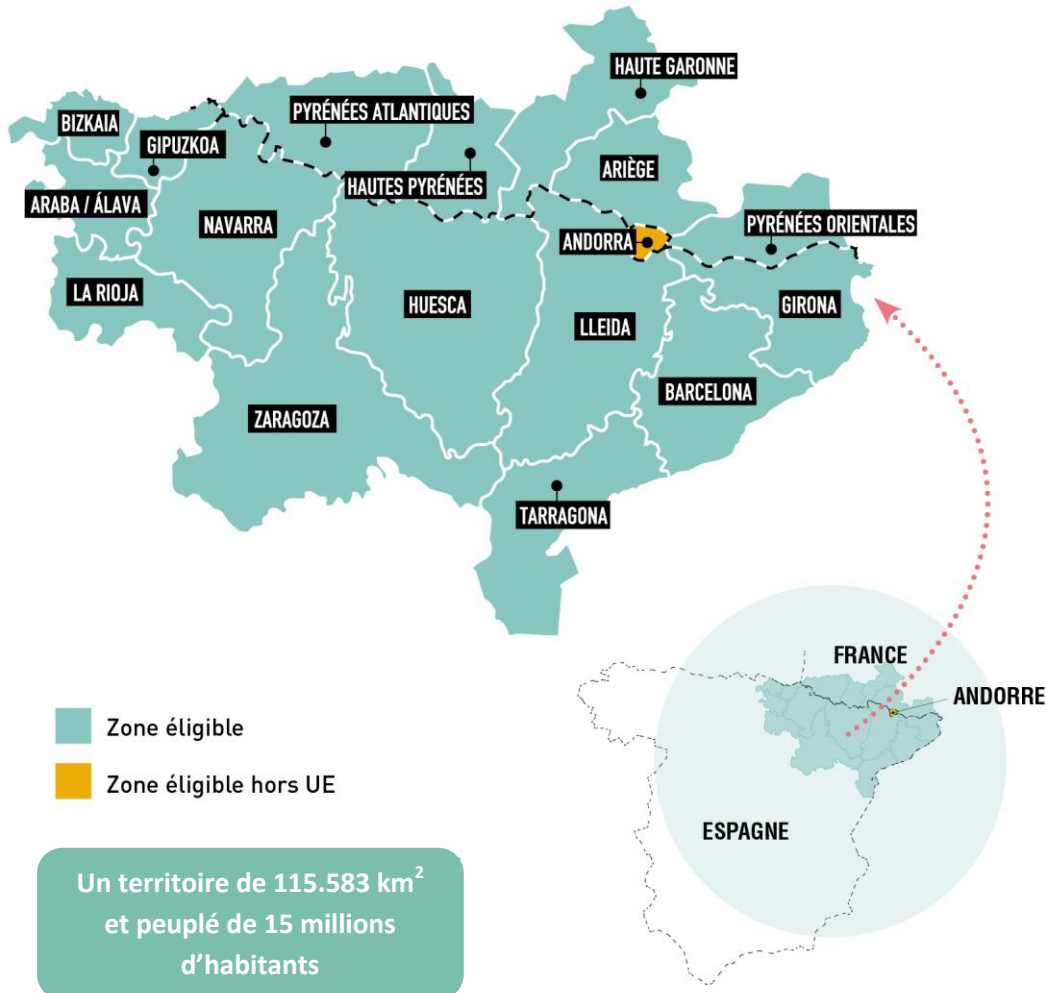 HAUTE GARONNE
PYRÉNÉES ATLANTIQUES
BIZKAIA
GIPUZKOA
ARIÈGE
HAUTES PYRÉNÉES
ARABA / ÁLAVA
NAVARRA
PYRÉNÉES ORIENTALES
ANDORRA
LA RIOJA
HUESCA
GIRONA
LLEIDA
BARCELONA
ZARAGOZA
TARRAGONA
FRANCE
ANDORRE
ESPAGNE
Zone éligible
Zone éligible hors UE
Un territoire de 115.583 km²
et peuplé de 15 millions
d’habitants